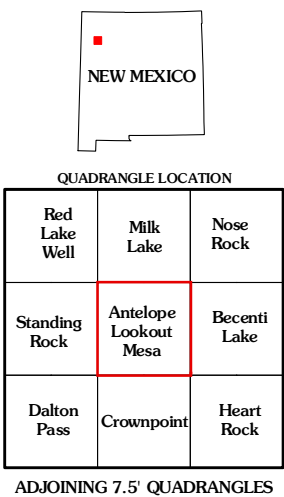 NEW MEXICO
QUADRANGLE LOCATION
Red
Lake
Well
Milk
Lake
Nose
Rock
Standing
Rock
Antelope
Lookout
Mesa
Becenti
Lake
Dalton
Pass
Crownpoint
Heart
Rock
ADJOINING 7.5' QUADRANGLES